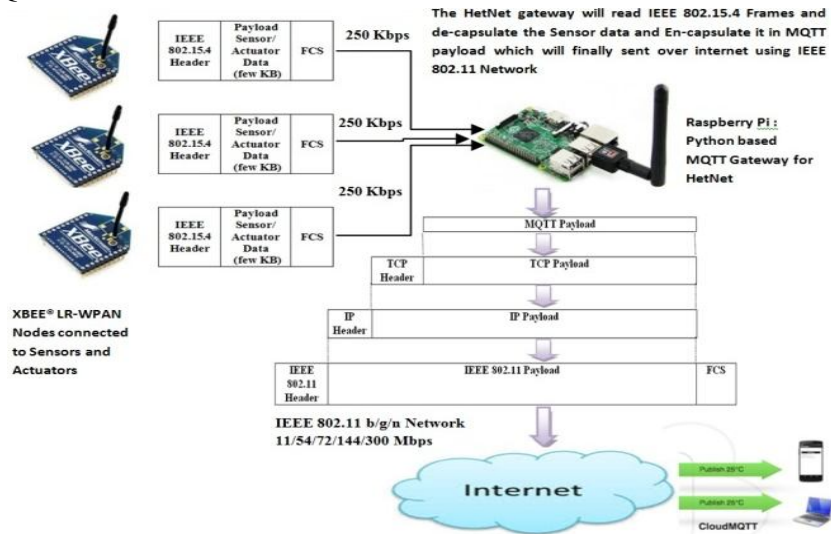 The HetNet gateway will read IEEE 802.15.4 Frames and
de-capsulate the Sensor data and En-capsulate it in MQTT
payload which will finally sent over internet using IEEE
802.11 Network
XBee
IEEE
802.15.4
Header
Payload
Sensor/
Actuator
Data
(few KB)
FCS
250 Kbps
XBee
IEEE
802.15.4
Header
Payload
Sensor/
Actuator
Data
(few KB)
FCS
250 Kbps
XBee
IEEE
802.15.4
Header
Payload
Sensor/
Actuator
Data
(few KB)
FCS
250 Kbps
Raspberry Pi :
Python based
MQTT Gateway for
HetNet
XBEE® LR-WPAN
Nodes connected
to Sensors and
Actuators
MQTT Payload
TCP
Header
TCP Payload
IP
Header
IP Payload
IEEE
802.11
Header
IEEE 802.11 Payload
FCS
IEEE 802.11 b/g/n Network
11/54/72/144/300 Mbps
Internet
Publish 25°C
Publish 25°C
CloudMQTT